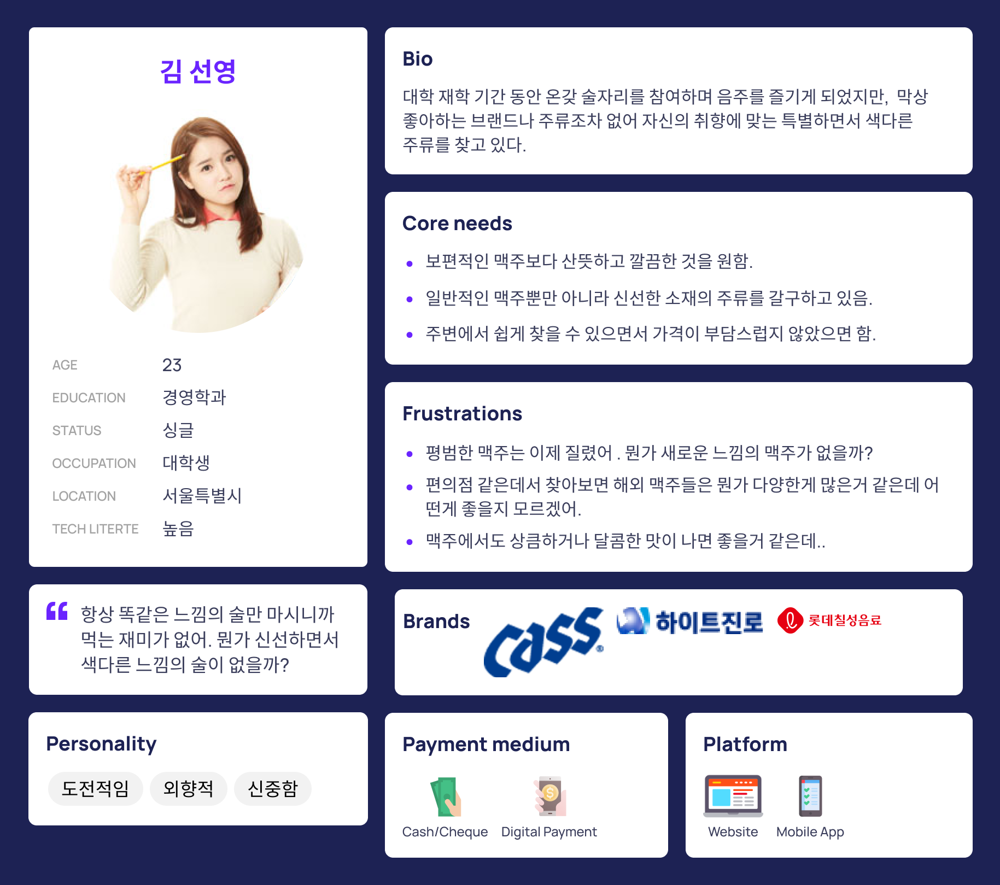 김 선영
AGE 23
EDUCATION 경영학과
STATUS 싱글
OCCUPATION 대학생
LOCATION 서울특별시
TECH LITERTE 높음
항상 똑같은 느낌의 술만 마시니까
먹는 재미가 없어. 뭔가 신선하면서
색다른 느낌의 술이 없을까?
Personality
도전적임 외향적 신중함
Bio
대학 재학 기간 동안 온갖 술자리를 참여하며 음주를 즐기게 되었지만, 막상
좋아하는 브랜드나 주류조차 없어 자신의 취향에 맞는 특별하면서 색다른
주류를 찾고 있다.
Core needs
• 보편적인 맥주보다 산뜻하고 깔끔한 것을 원함.
• 일반적인 맥주뿐만 아니라 신선한 소재의 주류를 갈구하고 있음.
• 주변에서 쉽게 찾을 수 있으면서 가격이 부담스럽지 않았으면 함.
Frustrations
• 평범한 맥주는 이제 질렸어 . 뭔가 새로운 느낌의 맥주가 없을까?
• 편의점 같은데서 찾아보면 해외 맥주들은 뭔가 다양한게 많은거 같은데 어
떤게 좋을지 모르겠어.
• 맥주에서도 상큼하거나 달콤한 맛이 나면 좋을거 같은데..
Brands Cass® 하이트진로 롯데칠성음료
Payment medium
Cash/Cheque Digital Payment
Platform
Website Mobile App